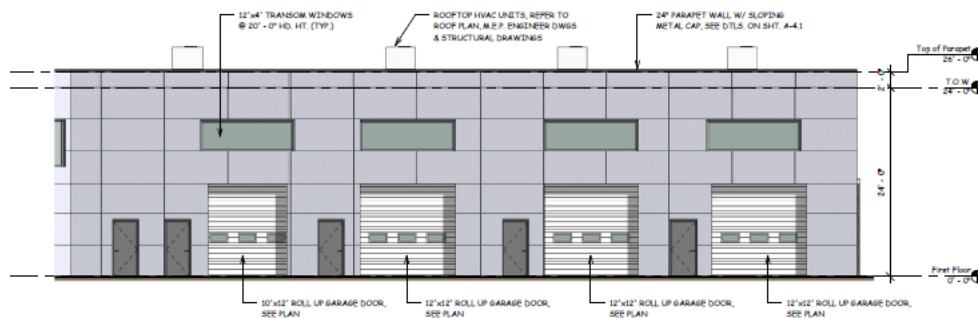 12'x4' TRANSOM WINDOWS
@ 20' - 0" HD. HT. (TYP.)
ROOFTOP HVAC UNITS, REFER TO
ROOF PLAN, M.E.P. ENGINEER DWGS
& STRUCTURAL DRAWINGS
24" PARAPET WALL W/ SLOPING
METAL CAP, SEE DTLS. ON SHT. A-4.1
Top of Parapet
26' - 0"
2' - 0"
T.O.W.
24' - 0"
24' - 0"
First Floor
0' - 0"
10'x12' ROLL UP GARAGE DOOR,
SEE PLAN
12'x12' ROLL UP GARAGE DOOR,
SEE PLAN
12'x12' ROLL UP GARAGE DOOR,
SEE PLAN
12'x12' ROLL UP GARAGE DOOR,
SEE PLAN